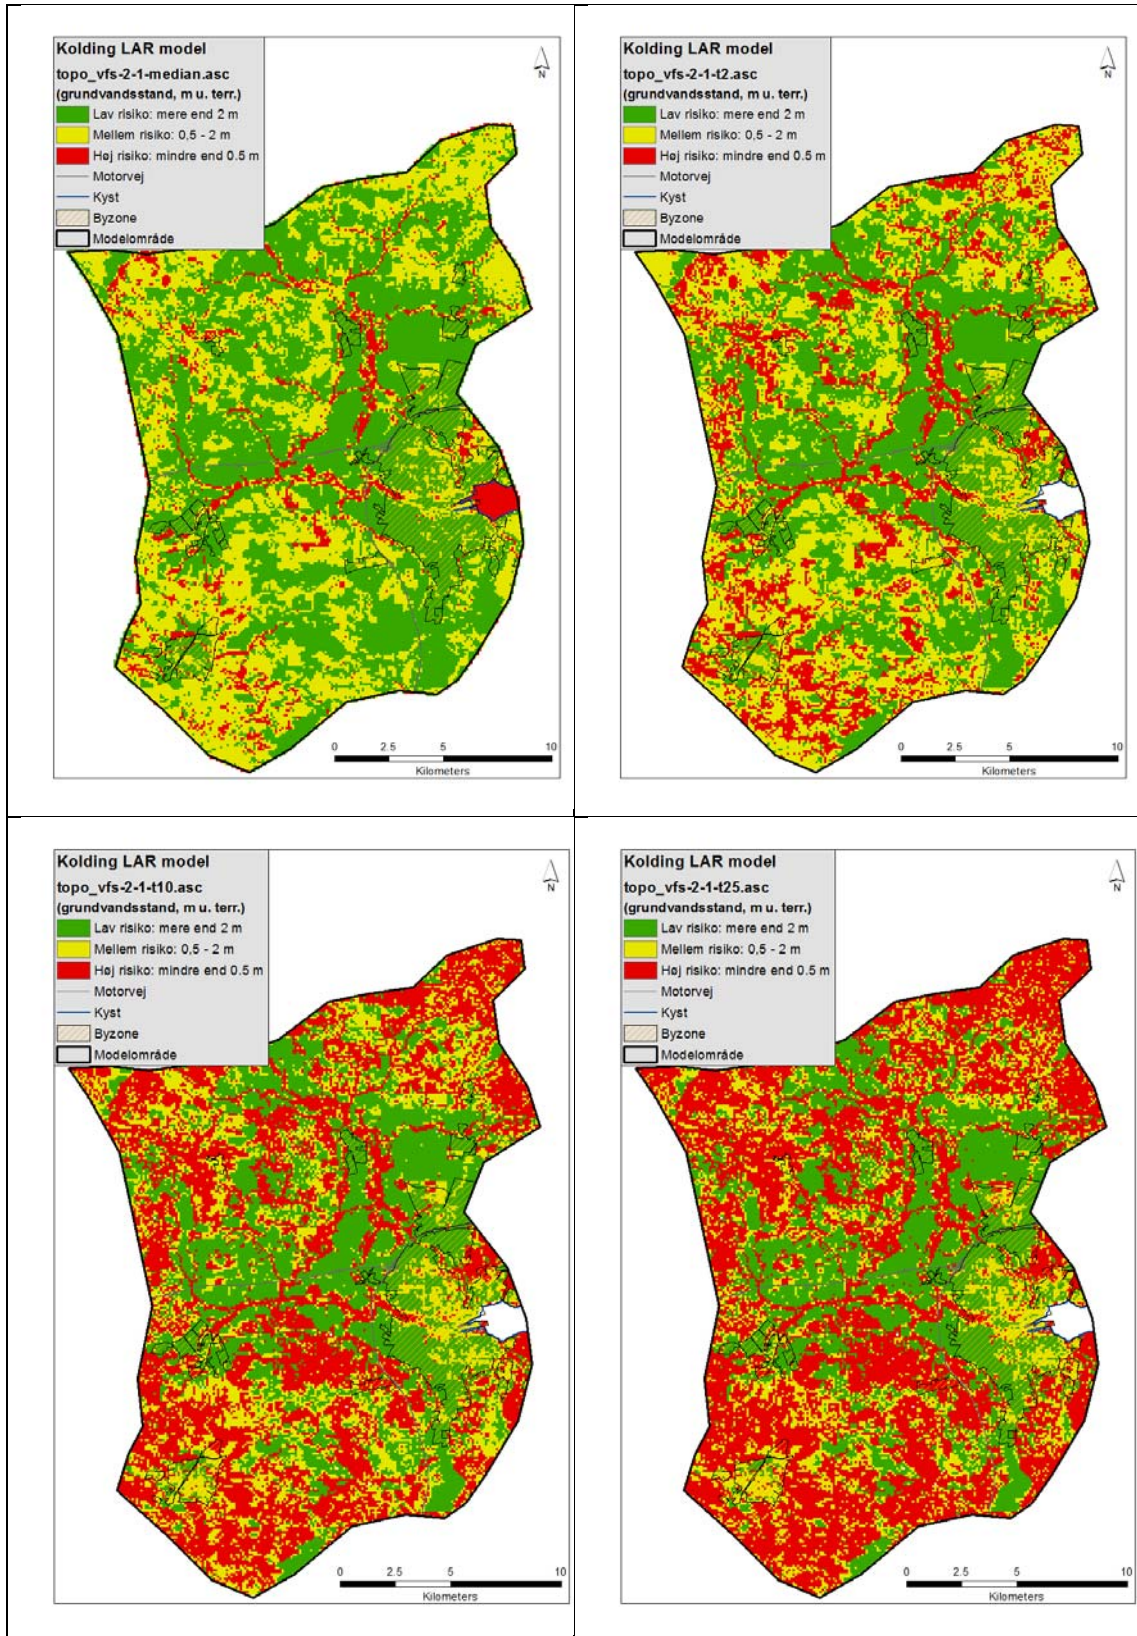 Kolding LAR model
topo_vfs-2-1-median.asc
(grundvandsstand, m u. terr.)
Lav risiko: mere end 2 m
Mellem risiko: 0,5 - 2 m
Høj risiko: mindre end 0.5 m
Motorvej
Kyst
Byzone
Modelområde
N
0 2.5 5 10
Kilometers
Kolding LAR model
topo_vfs-2-1-t2.asc
(grundvandsstand, m u. terr.)
Lav risiko: mere end 2 m
Mellem risiko: 0,5 - 2 m
Høj risiko: mindre end 0.5 m
Motorvej
Kyst
Byzone
Modelområde
N
0 2.5 5 10
Kilometers
Kolding LAR model
topo_vfs-2-1-t10.asc
(grundvandsstand, m u. terr.)
Lav risiko: mere end 2 m
Mellem risiko: 0,5 - 2 m
Høj risiko: mindre end 0.5 m
Motorvej
Kyst
Byzone
Modelområde
N
0 2.5 5 10
Kilometers
Kolding LAR model
topo_vfs-2-1-t25.asc
(grundvandsstand, m u. terr.)
Lav risiko: mere end 2 m
Mellem risiko: 0,5 - 2 m
Høj risiko: mindre end 0.5 m
Motorvej
Kyst
Byzone
Modelområde
N
0 2.5 5 10
Kilometers